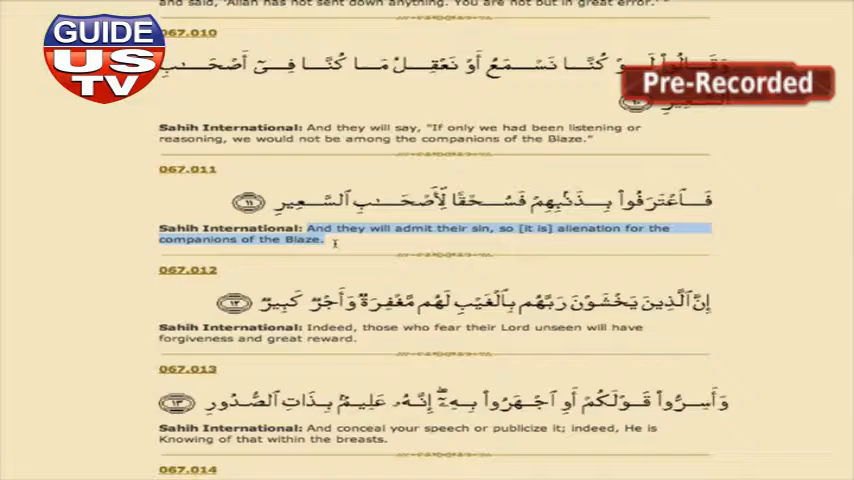 and said, 'Allah has not sent down anything. You are not but in great error.' "
067.010
GUIDE
US
TV
وَقَالُوا۟ لَوْ كُنَّا نَسْمَعُ أَوْ نَعْقِلُ مَا كُنَّا فِىٓ أَصْحَـٰبِ
Pre-Recorded
ٱلسَّعِيرِ ١٠
Sahih International: And they will say, "If only we had been listening or
reasoning, we would not be among the companions of the Blaze."
067.011
فَٱعْتَرَفُوا۟ بِذَنۢبِهِمْ فَسُحْقًا لِّأَصْحَـٰبِ ٱلسَّعِيرِ ١١
Sahih International: And they will admit their sin, so [it is] alienation for the
companions of the Blaze.
067.012
إِنَّ ٱلَّذِينَ يَخْشَوْنَ رَبَّهُم بِٱلْغَيْبِ لَهُم مَّغْفِرَةٌ وَأَجْرٌ كَبِيرٌ ١٢
Sahih International: Indeed, those who fear their Lord unseen will have
forgiveness and great reward.
067.013
وَأَسِرُّوا۟ قَوْلَكُمْ أَوِ ٱجْهَرُوا۟ بِهِۦٓ ۖ إِنَّهُۥ عَلِيمٌۢ بِذَاتِ ٱلصُّدُورِ ١٣
Sahih International: And conceal your speech or publicize it; indeed, He is
Knowing of that within the breasts.
067.014